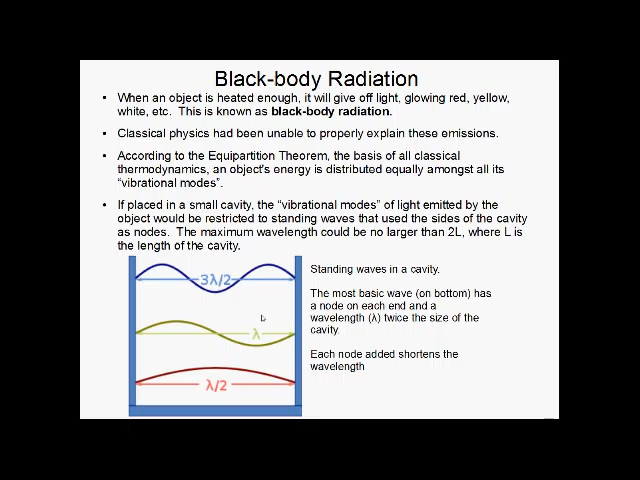 Black-body Radiation
• When an object is heated enough, it will give off light, glowing red, yellow,
white, etc. This is known as black-body radiation.
• Classical physics had been unable to properly explain these emissions.
• According to the Equipartition Theorem, the basis of all classical
thermodynamics, an object's energy is distributed equally amongst all its
“vibrational modes”.
• If placed in a small cavity, the “vibrational modes” of light emitted by the
object would be restricted to standing waves that used the sides of the cavity
as nodes. The maximum wavelength could be no larger than 2L, where L is
the length of the cavity.
3λ/2
λ
λ/2
Standing waves in a cavity.
The most basic wave (on bottom) has
a node on each end and a
wavelength (λ) twice the size of the
cavity.
Each node added shortens the
wavelength